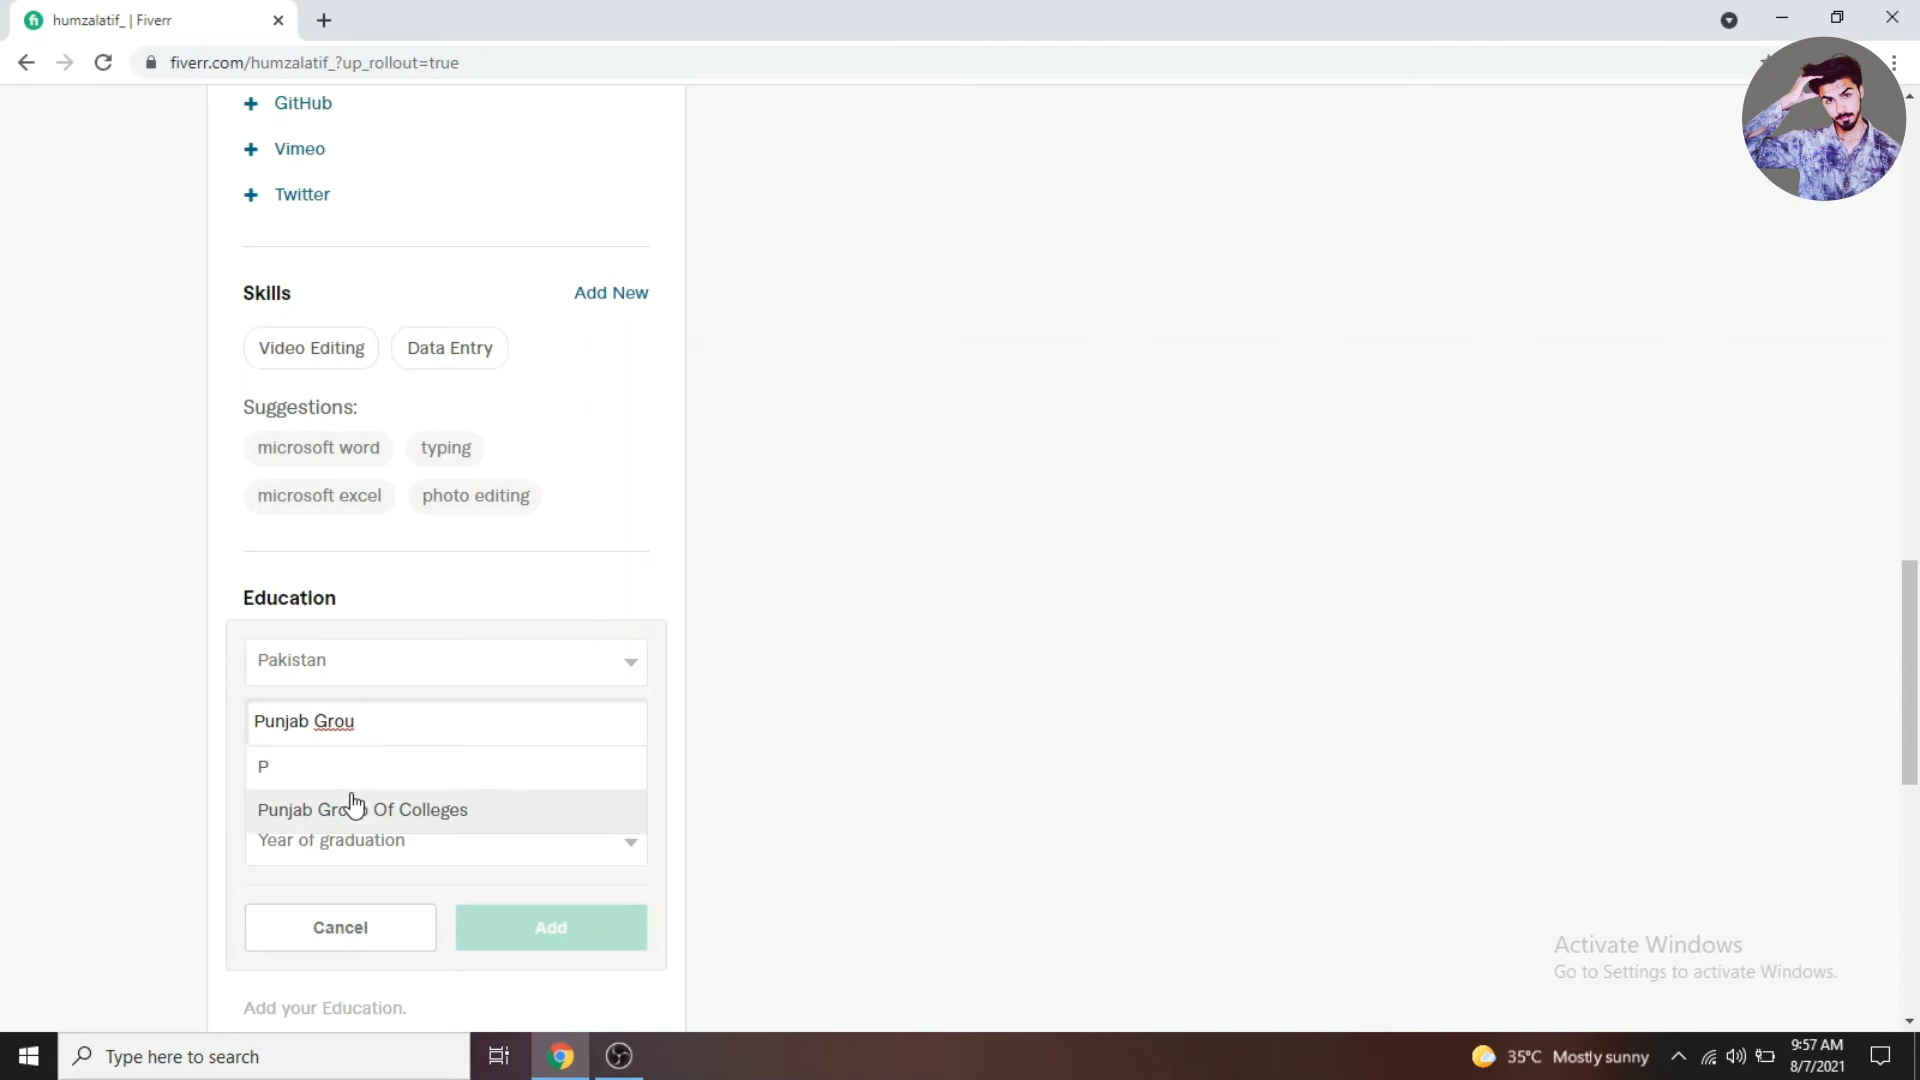 humzalatif_ | Fiverr
fiverr.com/humzalatif_?up_rollout=true
GitHub
Vimeo
Twitter
Skills
Add New
Video Editing
Data Entry
Suggestions:
microsoft word
typing
microsoft excel
photo editing
Education
Pakistan
Punjab Grou
P
Punjab Group Of Colleges
Year of graduation
Cancel
Add
Add your Education.
Activate Windows
Go to Settings to activate Windows.
Type here to search
35°C Mostly sunny
9:57 AM
8/7/2021